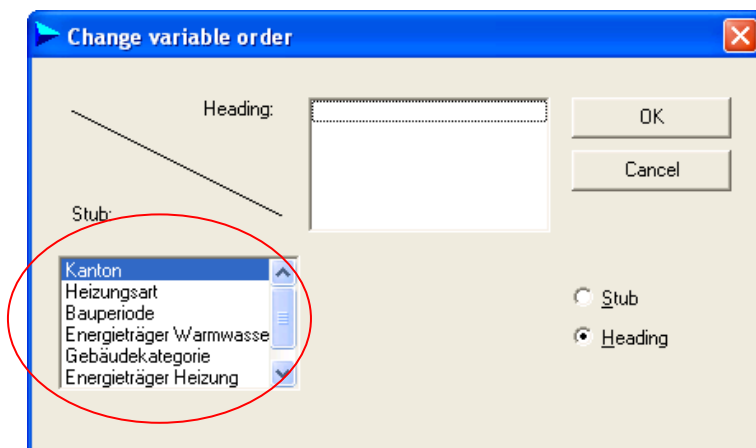 Change variable order
Heading:
OK
Cancel
Stub:
Kanton
Heizungsart
Bauperiode
Energieträger Warmwasse
Gebäudekategorie
Energieträger Heizung
Stub
Heading